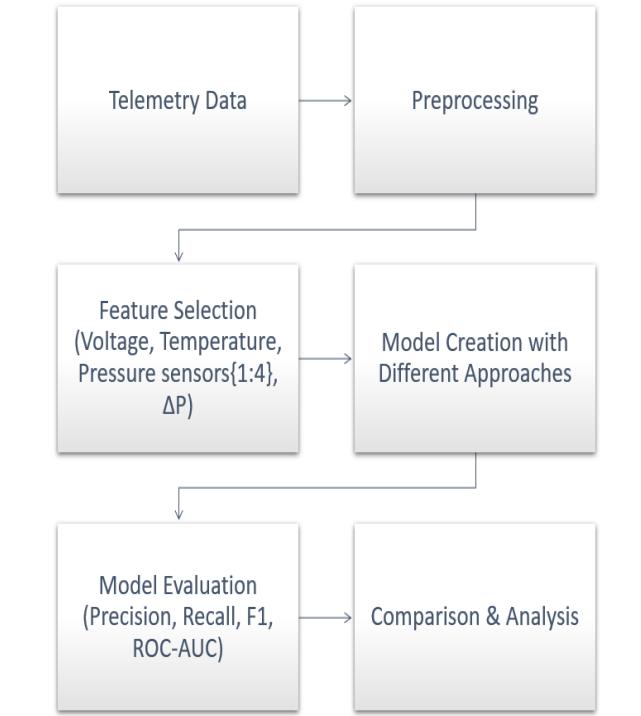 Telemetry Data
Preprocessing
Feature Selection
(Voltage, Temperature,
Pressure sensors{1:4},
ΔP)
Model Creation with
Different Approaches
Model Evaluation
(Precision, Recall, F1,
ROC-AUC)
Comparison & Analysis